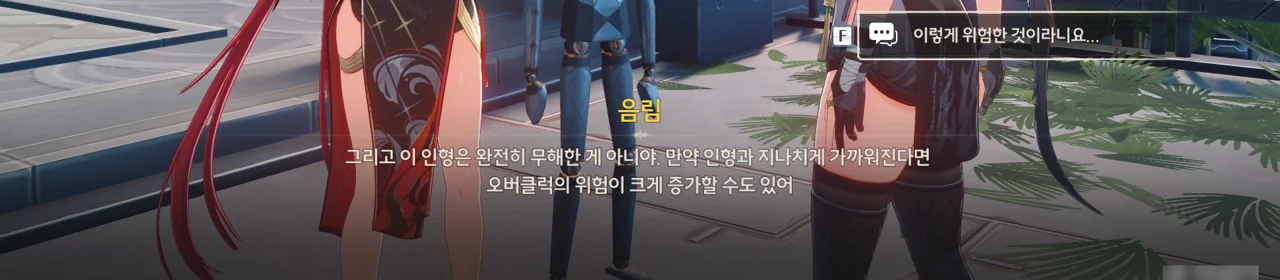 F 이렇게 위험한 것이라니요...
음림
그리고 이 인형은 완전히 무해한 게 아니야. 만약 인형과 지나치게 가까워진다면
오버클럭의 위험이 크게 증가할 수도 있어